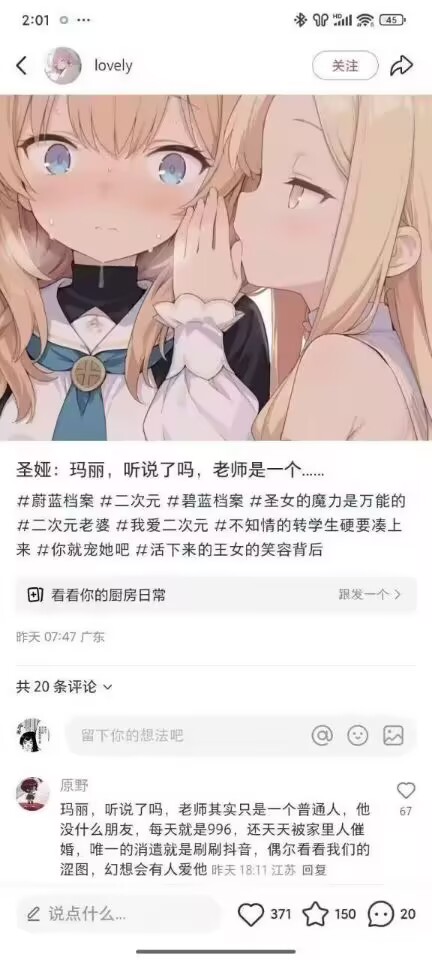 2:01
HD
45
lovely
关注
圣娅：玛丽，听说了吗，老师是一个......
#蔚蓝档案 #二次元 #碧蓝档案 #圣女的魔力是万能的
#二次元老婆 #我爱二次元 #不知情的转学生硬要凑上
来 #你就宠她吧 #活下来的王女的笑容背后
看看你的厨房日常
跟发一个 >
昨天 07:47 广东
共 20 条评论
留下你的想法吧
原野
玛丽，听说了吗，老师其实只是一个普通人，他
没什么朋友，每天就是996，还天天被家里人催
婚，唯一的消遣就是刷刷抖音，偶尔看看我们的
涩图，幻想会有人爱他 昨天 18:11 江苏 回复
67
说点什么...
371
150
20